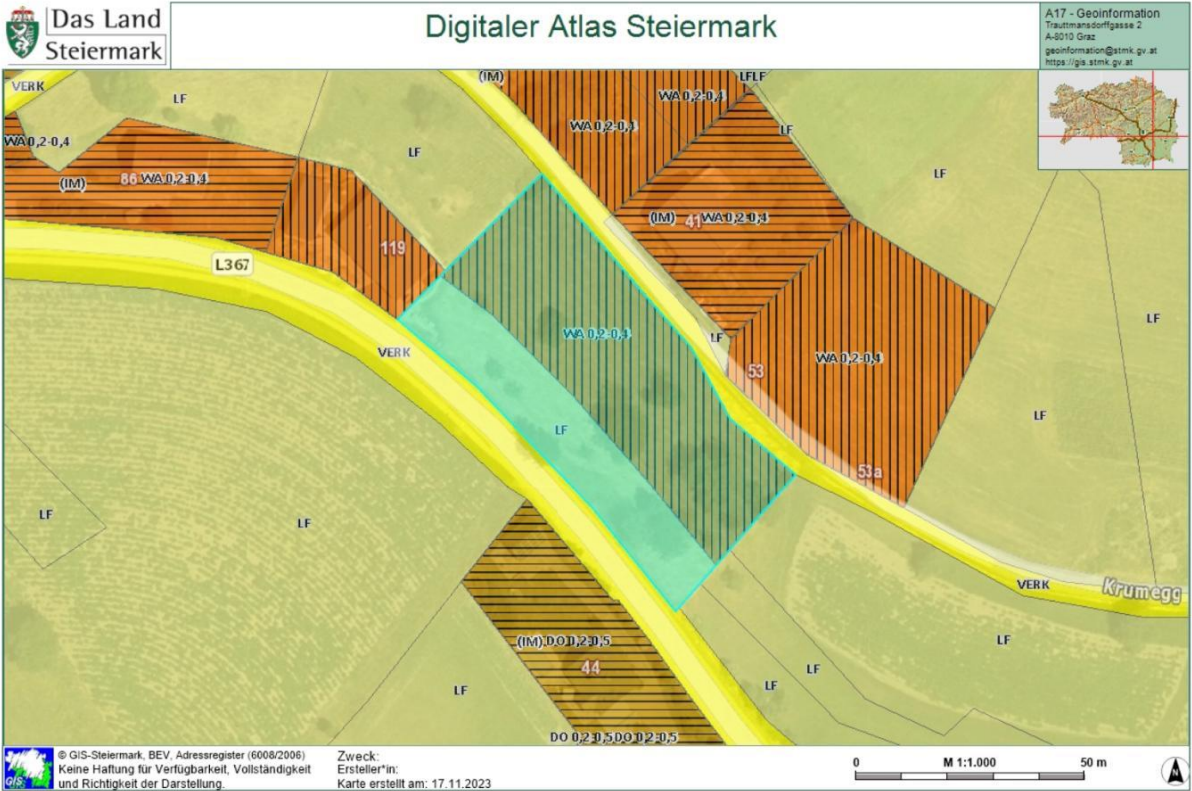 Das Land
Steiermark
Digitaler Atlas Steiermark
A17 - Geoinformation
Trauttmansdorffgasse 2
A-8010 Graz
geoinformation@stmk.gv.at
https://gis.stmk.gv.at
VERK
LF
(IM)
LFLF
WA 0,2-0,4
WA 0,2-0,4
LF
WA 0,2-0,4
LF
LF
(IM)
86 WA 0,2-0,4
(IM)
41 WA 0,2-0,4
119
L367
LF
WA 0,2-0,4
LF
VERK
WA 0,2-0,4
53
LF
LF
53a
LF
LF
VERK
Krumegg
(IM) DO 0,2-0,5
LF
44
LF
LF
LF
DO 0,2-0,5DO 0,2-0,5
GIS
© GIS-Steiermark, BEV, Adressregister (6008/2006)
Keine Haftung für Verfügbarkeit, Vollständigkeit
und Richtigkeit der Darstellung.
Zweck:
Ersteller*in:
Karte erstellt am: 17.11.2023
0 M 1:1.000 50 m
N